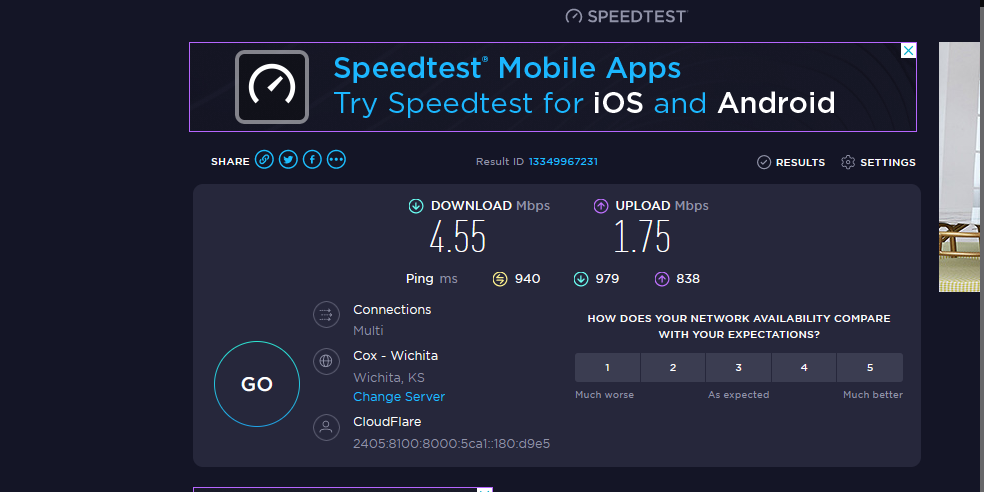 SPEEDTEST
Speedtest® Mobile Apps
Try Speedtest for iOS and Android
SHARE
Result ID 13349967231
RESULTS
SETTINGS
DOWNLOAD Mbps
4.55
UPLOAD Mbps
1.75
Ping ms
940
979
838
Connections
Multi
Cox - Wichita
Wichita, KS
Change Server
CloudFlare
2405:8100:8000:5ca1::180:d9e5
GO
HOW DOES YOUR NETWORK AVAILABILITY COMPARE
WITH YOUR EXPECTATIONS?
1 2 3 4 5
Much worse As expected Much better